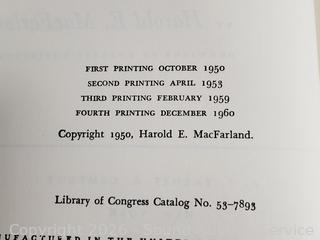 FIRST PRINTING OCTOBER 1950
SECOND PRINTING APRIL 1953
THIRD PRINTING FEBRUARY 1959
FOURTH PRINTING DECEMBER 1960
Copyright 1950, Harold E. MacFarland.
Library of Congress Catalog No. 53-7893